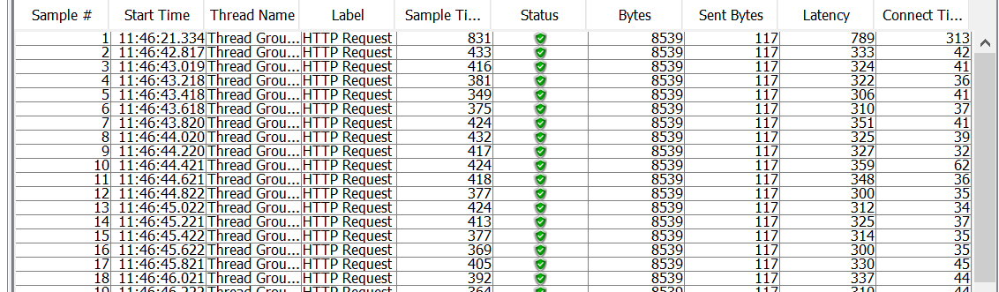 Sample # Start Time Thread Name Label Sample Ti... Status Bytes Sent Bytes Latency Connect Ti...
1 11:46:21.334 Thread Grou... HTTP Request 831 8539 117 789 313
2 11:46:42.817 Thread Grou... HTTP Request 433 8539 117 333 42
3 11:46:43.019 Thread Grou... HTTP Request 416 8539 117 324 41
4 11:46:43.218 Thread Grou... HTTP Request 381 8539 117 322 36
5 11:46:43.418 Thread Grou... HTTP Request 349 8539 117 306 41
6 11:46:43.618 Thread Grou... HTTP Request 375 8539 117 310 37
7 11:46:43.820 Thread Grou... HTTP Request 424 8539 117 351 41
8 11:46:44.020 Thread Grou... HTTP Request 432 8539 117 325 39
9 11:46:44.220 Thread Grou... HTTP Request 417 8539 117 327 32
10 11:46:44.421 Thread Grou... HTTP Request 424 8539 117 359 62
11 11:46:44.621 Thread Grou... HTTP Request 418 8539 117 348 36
12 11:46:44.822 Thread Grou... HTTP Request 377 8539 117 300 35
13 11:46:45.022 Thread Grou... HTTP Request 424 8539 117 312 34
14 11:46:45.221 Thread Grou... HTTP Request 413 8539 117 325 37
15 11:46:45.422 Thread Grou... HTTP Request 377 8539 117 314 35
16 11:46:45.622 Thread Grou... HTTP Request 369 8539 117 300 35
17 11:46:45.821 Thread Grou... HTTP Request 405 8539 117 330 45
18 11:46:46.021 Thread Grou... HTTP Request 392 8539 117 337 44
19 11:46:46.222 Thread Grou... HTTP Request 364 8539 117 310 44